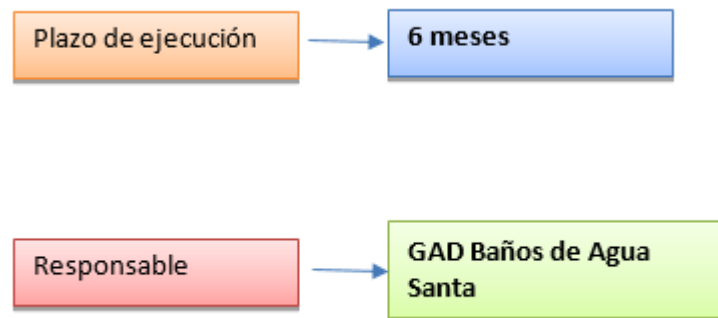 Plazo de ejecución
6 meses
Responsable
GAD Baños de Agua
Santa